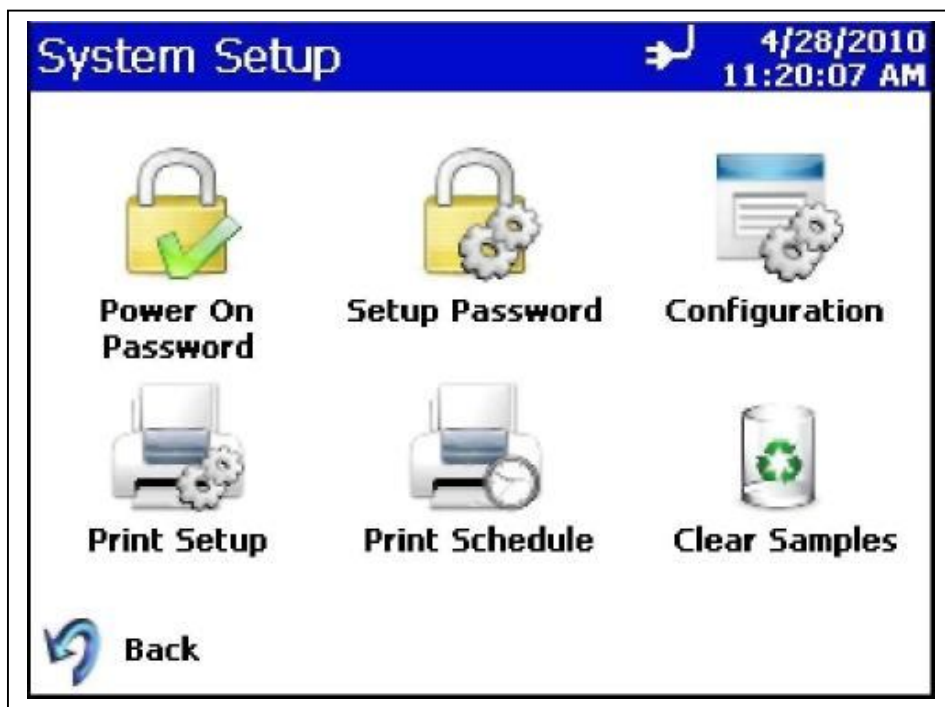 System Setup
4/28/2010
11:20:07 AM
Power On
Password
Setup Password
Configuration
Print Setup
Print Schedule
Clear Samples
Back